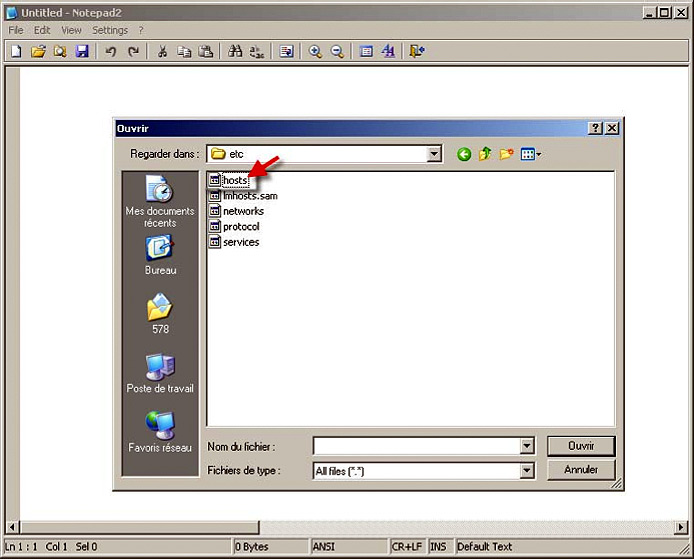 Untitled - Notepad2
File Edit View Settings ?
Ouvrir
Regarder dans : etc
hosts
lmhosts.sam
networks
protocol
services
Mes documents
récents
Bureau
578
Poste de travail
Favoris réseau
Nom du fichier : Ouvrir
Fichiers de type : All files (*.*) Annuler
Ln 1 : 1 Col 1 Sel 0 0 Bytes ANSI CR+LF INS Default Text